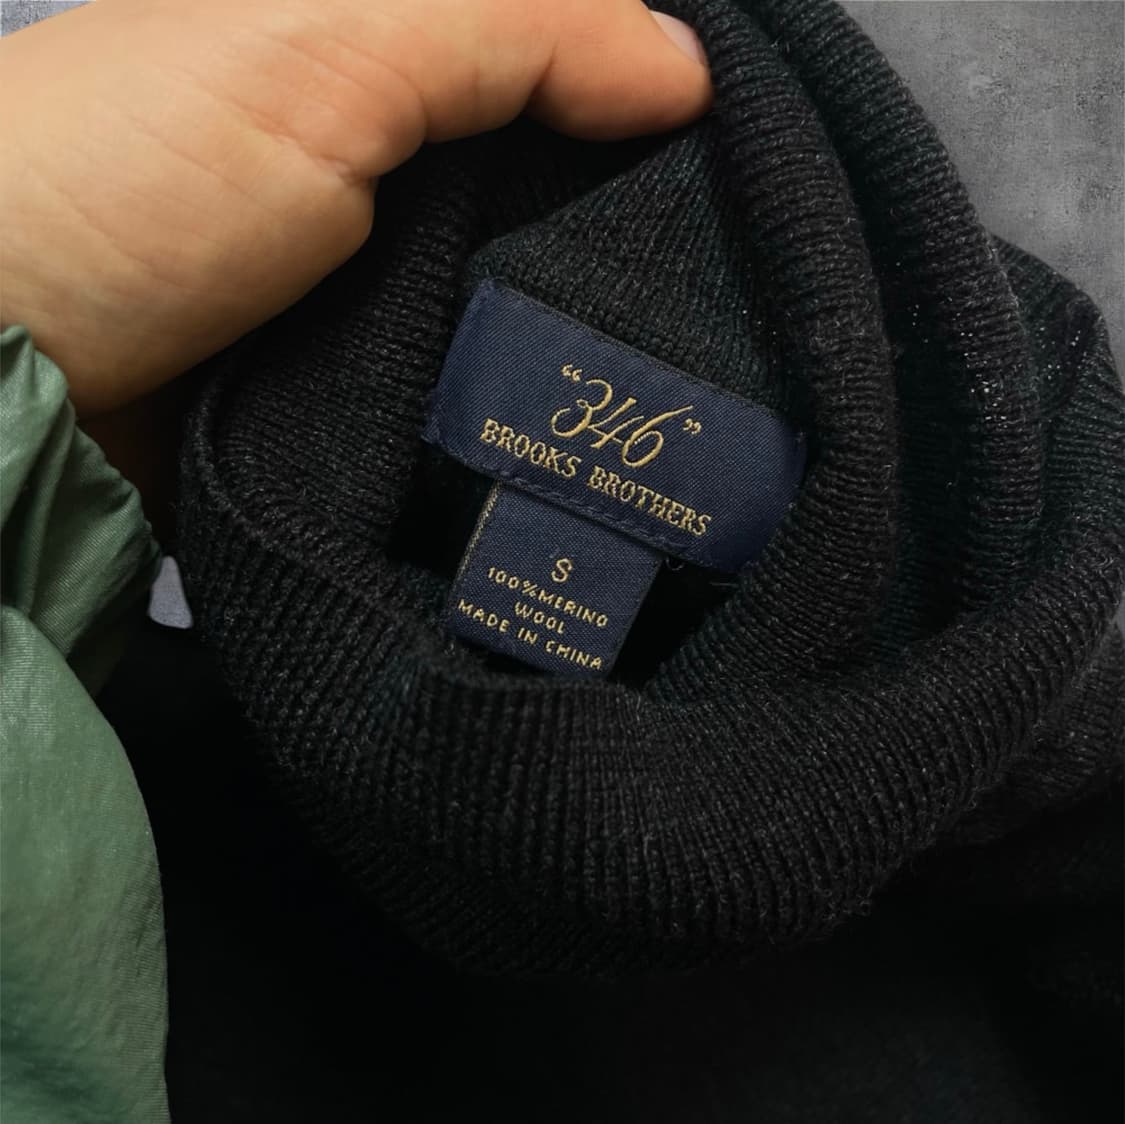 “346”
BROOKS BROTHERS
S
100%MERINO
WOOL
MADE IN CHINA